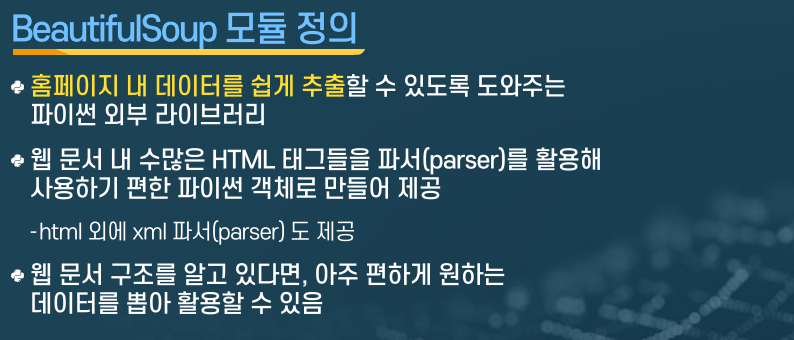 BeautifulSoup 모듈 정의
홈페이지 내 데이터를 쉽게 추출할 수 있도록 도와주는
파이썬 외부 라이브러리
웹 문서 내 수많은 HTML 태그들을 파서(parser)를 활용해
사용하기 편한 파이썬 객체로 만들어 제공
-html 외에 xml 파서(parser) 도 제공
웹 문서 구조를 알고 있다면, 아주 편하게 원하는
데이터를 뽑아 활용할 수 있음